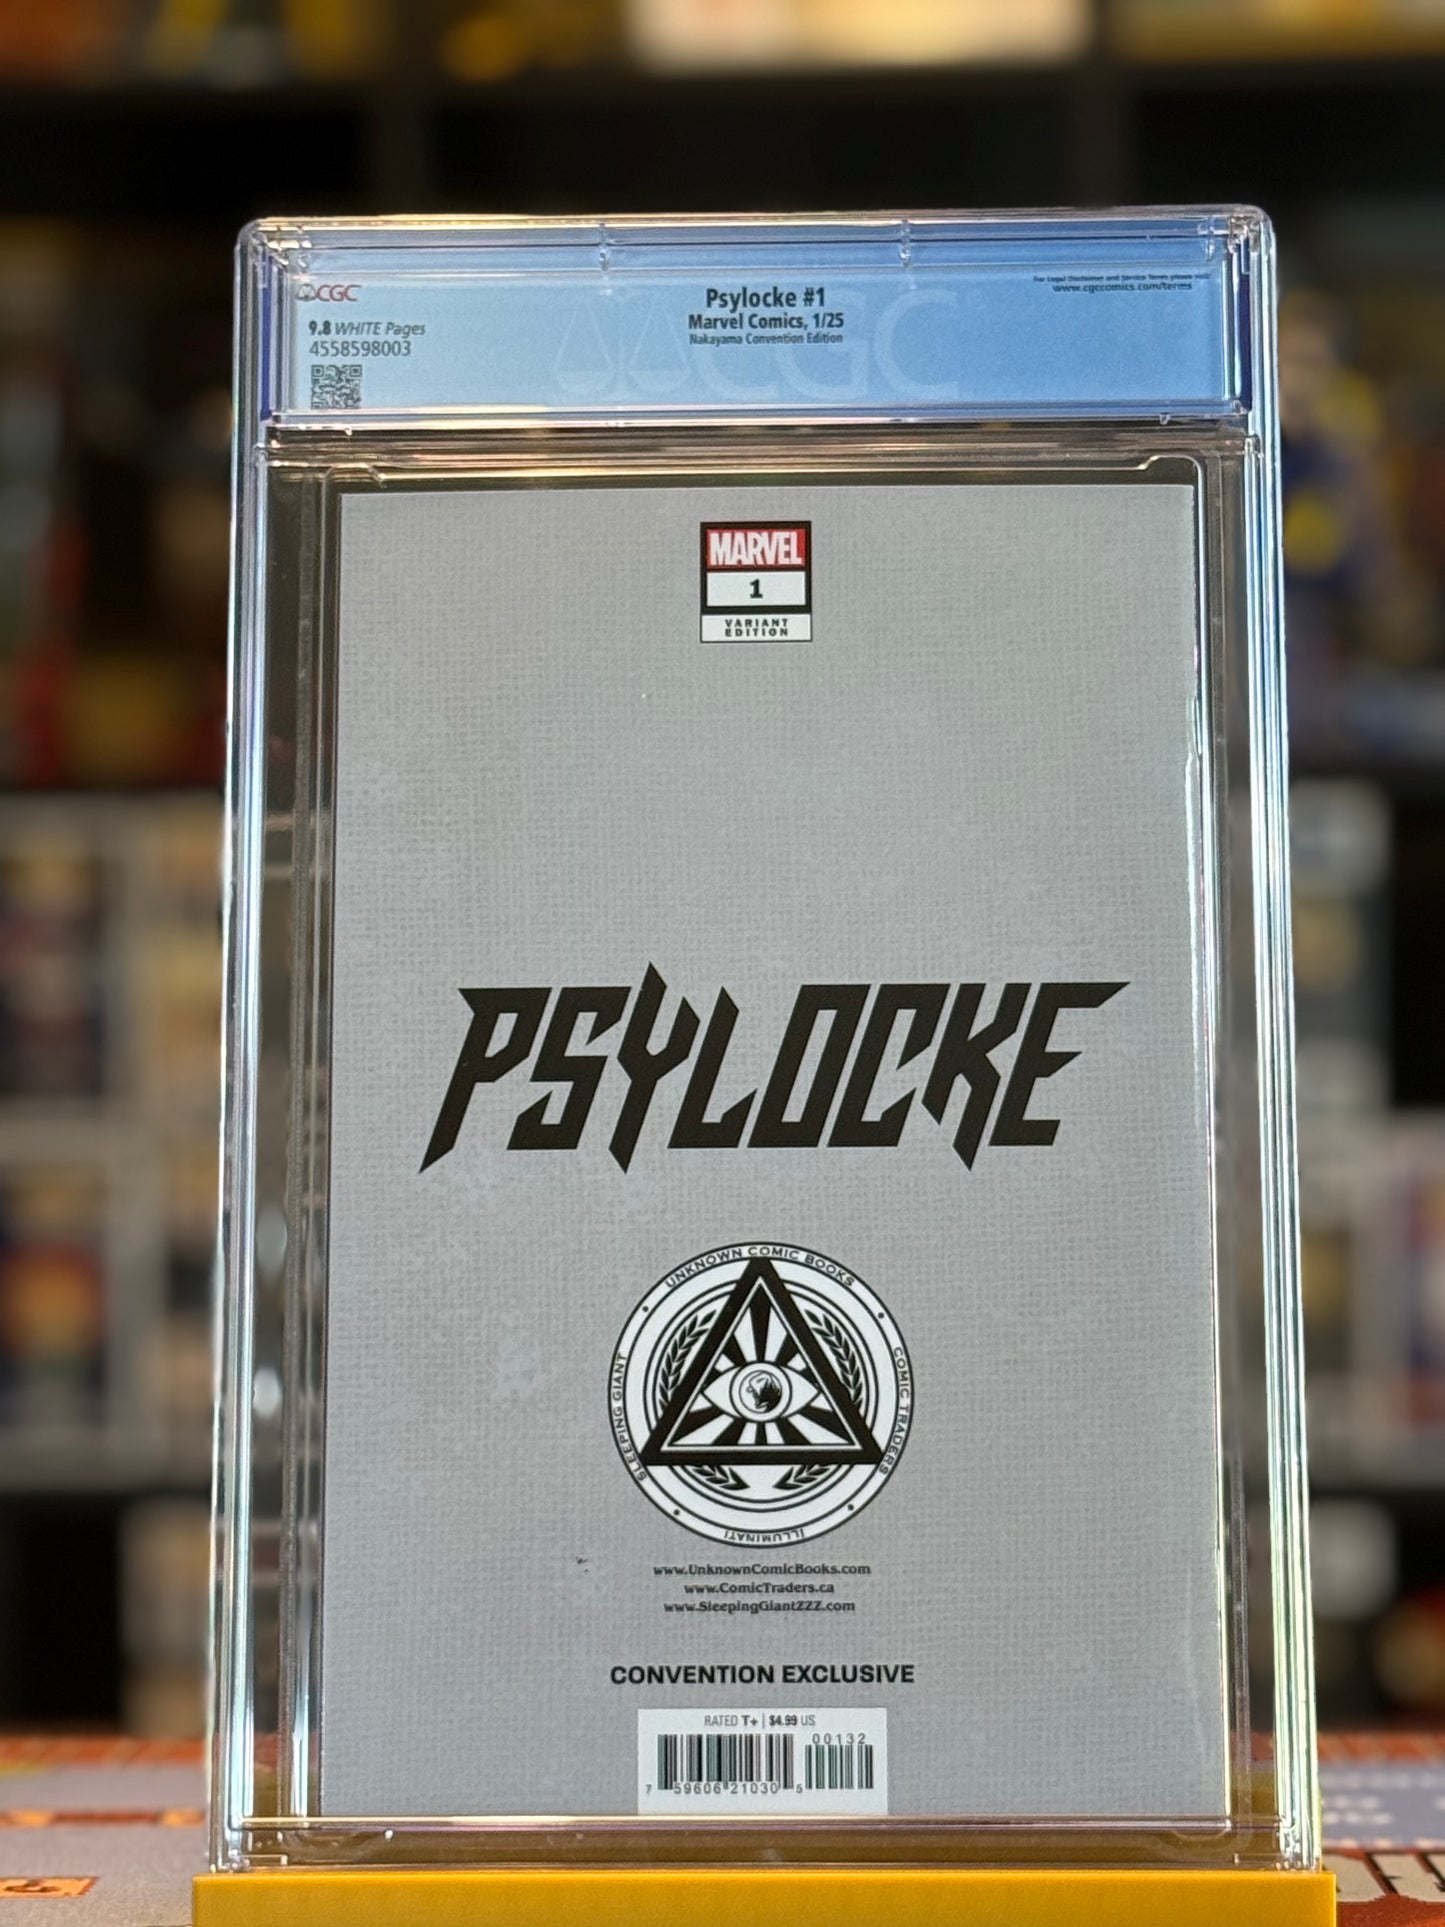 CGC
For Legal Disclaimer and Service Terms please visit:
www.cgccomics.com/terms
9.8 WHITE Pages
4558598003
Psylocke #1
Marvel Comics, 1/25
Nakayama Convention Edition
CGC
MARVEL
1
VARIANT
EDITION
PSYLOCKE
UNKNOWN COMIC BOOKS
SLEEPING GIANT
COMIC TRADERS
ILLUMINATI
www.UnknownComicBooks.com
www.ComicTraders.ca
www.SleepingGiantZZZ.com
CONVENTION EXCLUSIVE
RATED T+ | $4.99 US
00132
7 59606 21030 5